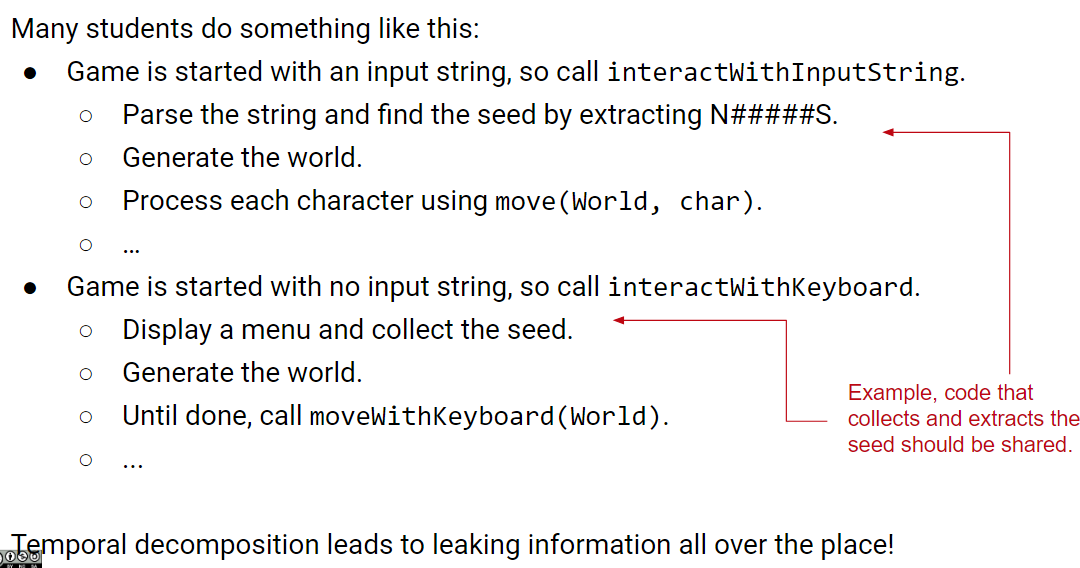 Many students do something like this:
● Game is started with an input string, so call interactWithInputString.
○ Parse the string and find the seed by extracting N#####S.
○ Generate the world.
○ Process each character using move(World, char).
○ …
● Game is started with no input string, so call interactWithKeyboard.
○ Display a menu and collect the seed.
○ Generate the world.
○ Until done, call moveWithKeyboard(World).
○ ...
Example, code that
collects and extracts the
seed should be shared.
Temporal decomposition leads to leaking information all over the place!